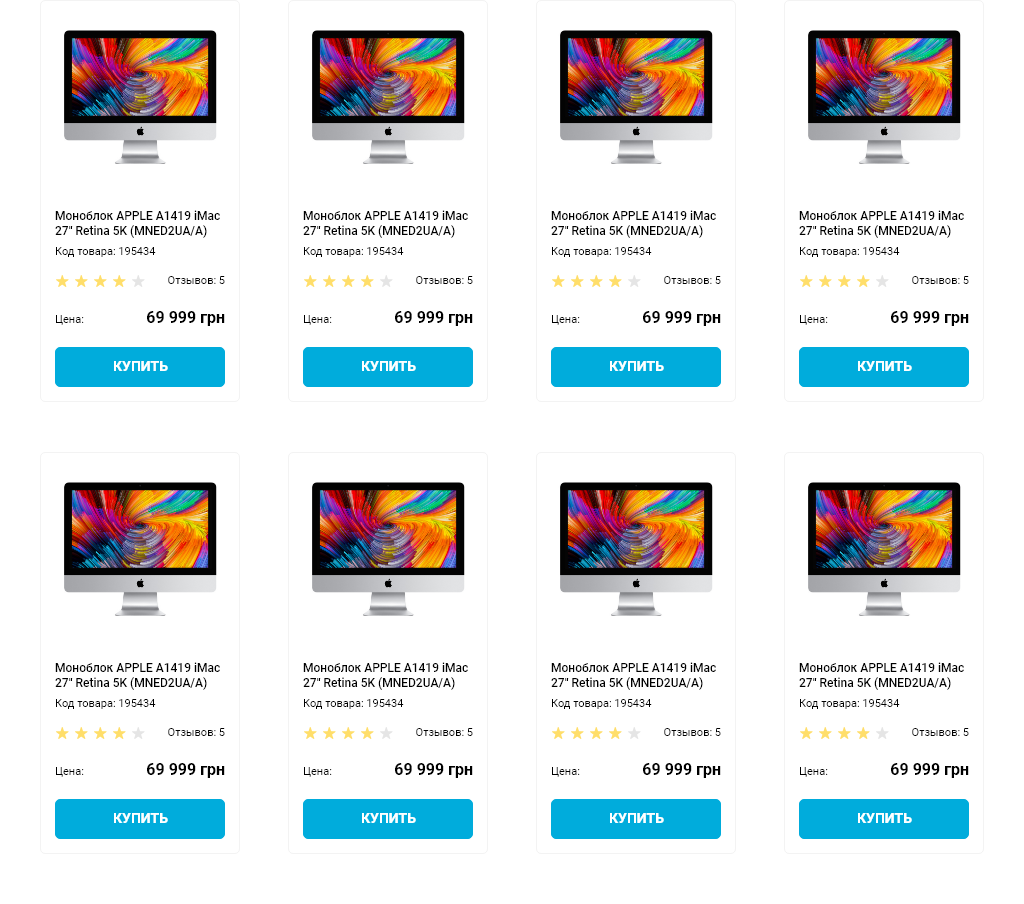 Моноблок APPLE A1419 iMac
27" Retina 5K (MNED2UA/A)
Код товара: 195434
Отзывов: 5
Цена: 69 999 грн
КУПИТЬ
Моноблок APPLE A1419 iMac
27" Retina 5K (MNED2UA/A)
Код товара: 195434
Отзывов: 5
Цена: 69 999 грн
КУПИТЬ
Моноблок APPLE A1419 iMac
27" Retina 5K (MNED2UA/A)
Код товара: 195434
Отзывов: 5
Цена: 69 999 грн
КУПИТЬ
Моноблок APPLE A1419 iMac
27" Retina 5K (MNED2UA/A)
Код товара: 195434
Отзывов: 5
Цена: 69 999 грн
КУПИТЬ
Моноблок APPLE A1419 iMac
27" Retina 5K (MNED2UA/A)
Код товара: 195434
Отзывов: 5
Цена: 69 999 грн
КУПИТЬ
Моноблок APPLE A1419 iMac
27" Retina 5K (MNED2UA/A)
Код товара: 195434
Отзывов: 5
Цена: 69 999 грн
КУПИТЬ
Моноблок APPLE A1419 iMac
27" Retina 5K (MNED2UA/A)
Код товара: 195434
Отзывов: 5
Цена: 69 999 грн
КУПИТЬ
Моноблок APPLE A1419 iMac
27" Retina 5K (MNED2UA/A)
Код товара: 195434
Отзывов: 5
Цена: 69 999 грн
КУПИТЬ